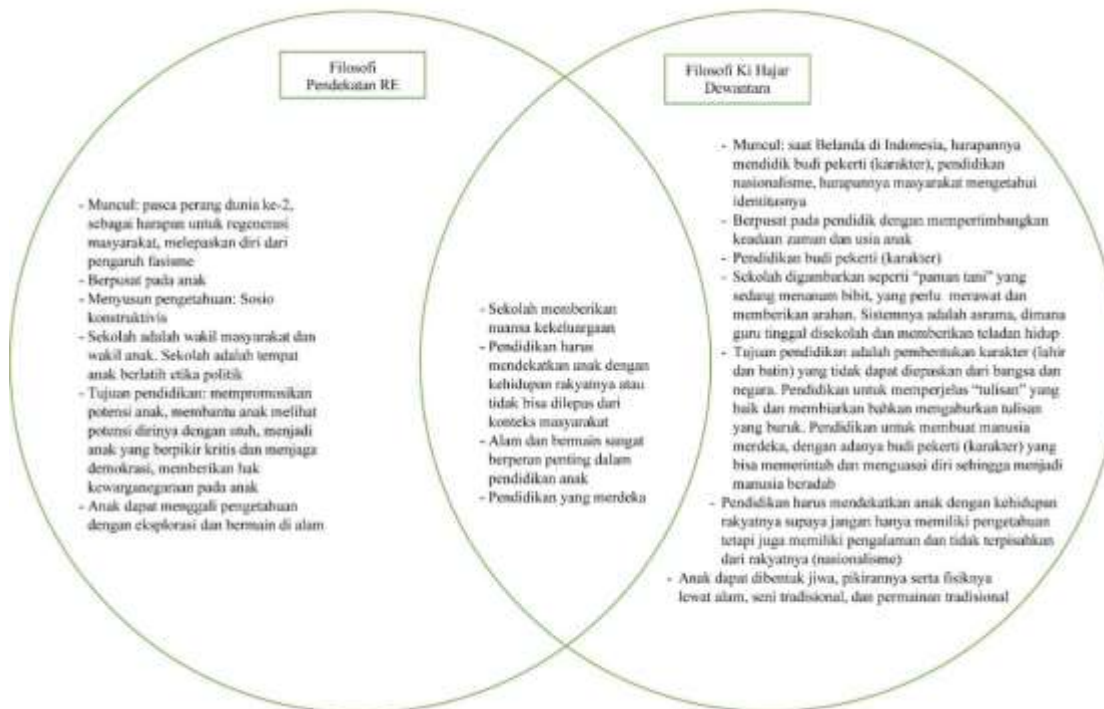 Filosofi
Pendekatan RE
- Muncul: pasca perang dunia ke-2,
sebagai harapan untuk regenerasi
masyarakat, melepaskan diri dari
pengaruh fasisme
- Berpusat pada anak
- Menyusun pengetahuan: Sosio
konstruktivis
- Sekolah adalah wakil masyarakat dan
wakil anak. Sekolah adalah tempat
anak berlatih etika politik
- Tujuan pendidikan: mempromosikan
potensi anak, membantu anak melihat
potensi dirinya dengan utuh, menjadi
anak yang berpikir kritis dan menjaga
demokrasi, memberikan hak
kewarganegaraan pada anak
- Anak dapat menggali pengetahuan
dengan eksplorasi dan bermain di alam
- Sekolah memberikan
nuansa kekeluargaan
- Pendidikan harus
mendekatkan anak dengan
kehidupan rakyatnya atau
tidak bisa dilepas dari
konteks masyarakat
- Alam dan bermain sangat
berperan penting dalam
pendidikan anak
- Pendidikan yang merdeka
Filosofi Ki Hajar
Dewantara
- Muncul: saat Belanda di Indonesia, harapannya
mendidik budi pekerti (karakter), pendidikan
nasionalisme, harapannya masyarakat mengetahui
identitasnya
- Berpusat pada pendidik dengan mempertimbangkan
keadaan zaman dan usia anak
- Pendidikan budi pekerti (karakter)
- Sekolah digambarkan seperti “paman tani” yang
sedang menanam bibit, yang perlu merawat dan
memberikan arahan. Sistemnya adalah asrama, dimana
guru tinggal disekolah dan memberikan teladan hidup
- Tujuan pendidikan adalah pembentukan karakter (lahir
dan batin) yang tidak dapat diepaskan dari bangsa dan
negara. Pendidikan untuk memperjelas “tulisan” yang
baik dan membiarkan bahkan mengaburkan tulisan
yang buruk. Pendidikan untuk membuat manusia
merdeka, dengan adanya budi pekerti (karakter) yang
bisa memerintah dan menguasai diri sehingga menjadi
manusia beradab
- Pendidikan harus mendekatkan anak dengan kehidupan
rakyatnya supaya jangan hanya memiliki pengetahuan
tetapi juga memiliki pengalaman dan tidak terpisahkan
dari rakyatnya (nasionalisme)
- Anak dapat dibentuk jiwa, pikirannya serta fisiknya
lewat alam, seni tradisional, dan permainan tradisional